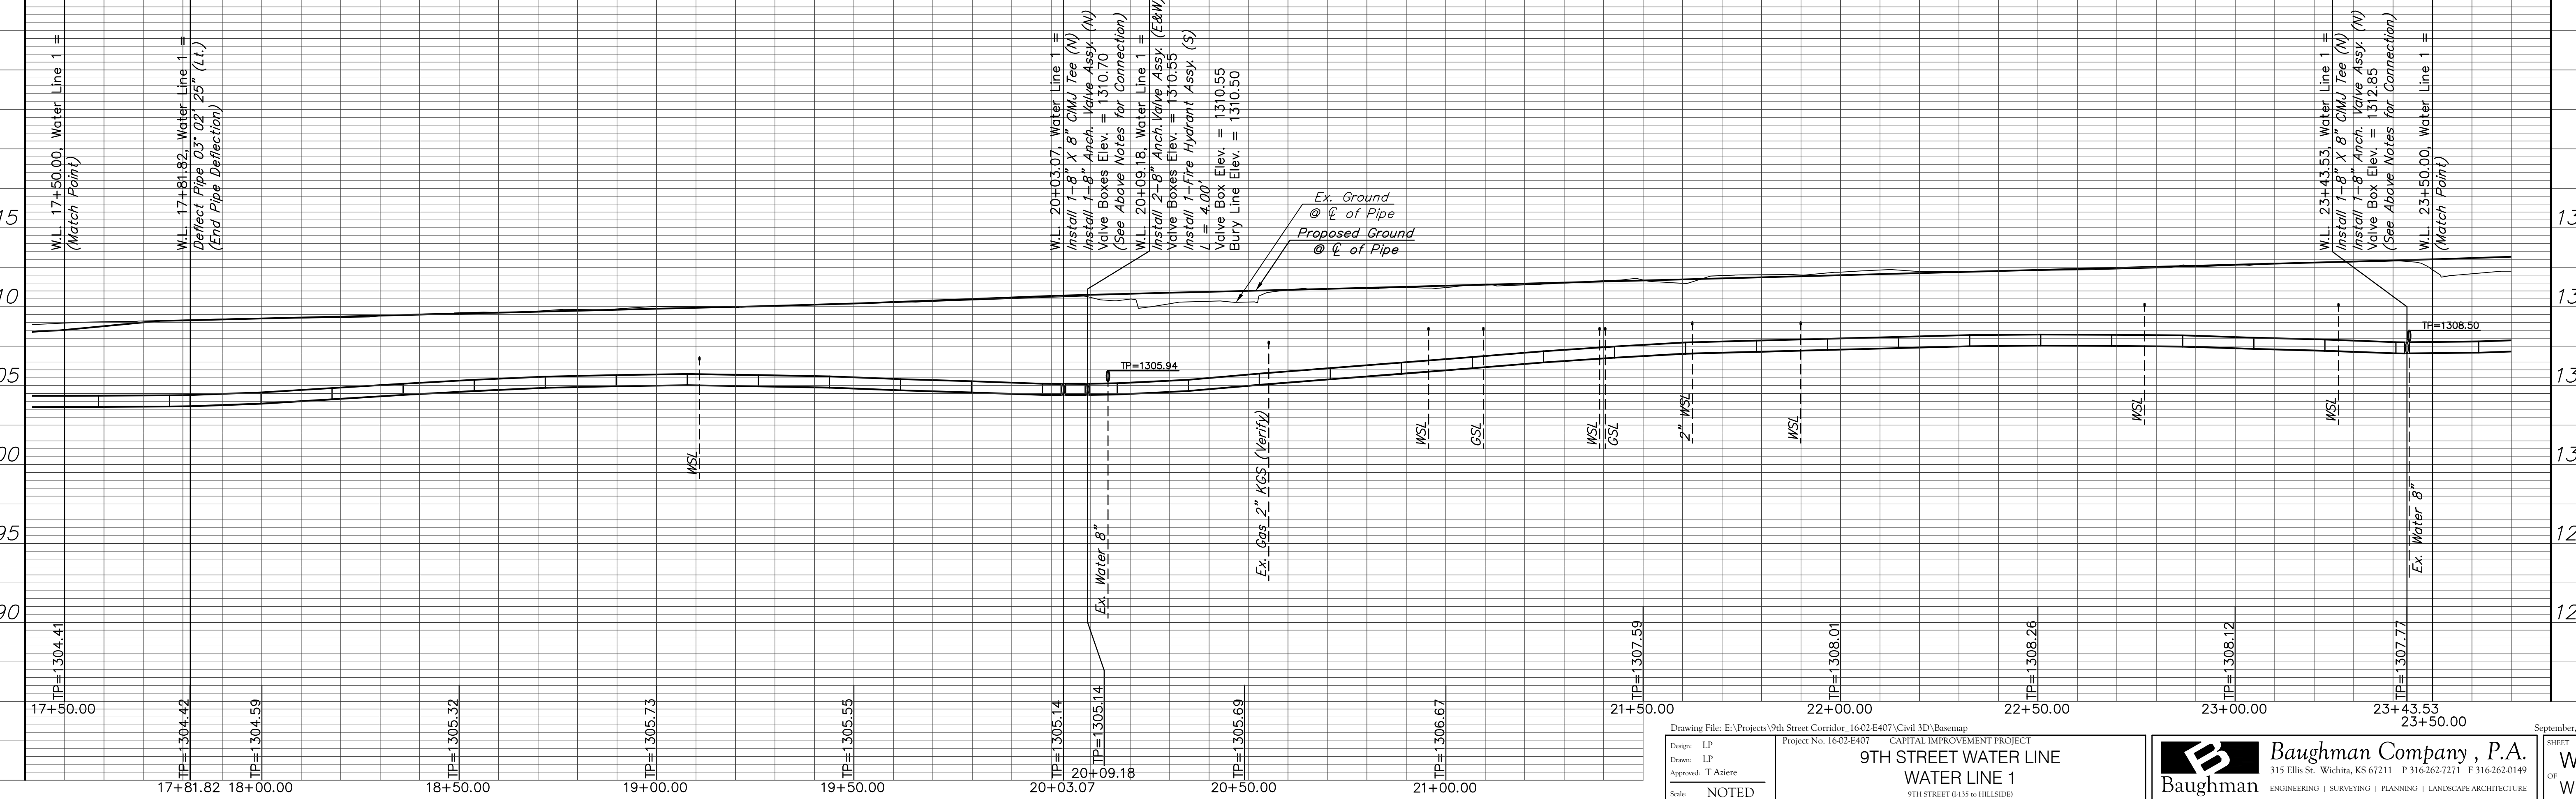 W.L. 17+50.00, Water Line 1 =
(Match Point)
W.L. 17+81.82, Water Line 1 =
Deflect Pipe 03° 02' 25" (Lt.)
(End Pipe Deflection)
W.L. 20+03.07, Water Line 1 =
Install 1-8" X 8" CIMJ Tee (N)
Install 1-8" Anch. Valve Assy. (N)
Valve Boxes Elev. = 1310.70
(See Above Notes for Connection)
W.L. 20+09.18, Water Line 1 =
Install 2-8" Anch.Valve Assy. (E&W)
Valve Boxes Elev. = 1310.55
Install 1-Fire Hydrant Assy. (S)
L = 4.00'
Valve Box Elev. = 1310.55
Bury Line Elev. = 1310.50
Ex. Ground
@ ℄ of Pipe
Proposed Ground
@ ℄ of Pipe
W.L. 23+43.53, Water Line 1 =
Install 1-8" X 8" CIMJ Tee (N)
Install 1-8" Anch. Valve Assy. (N)
Valve Box Elev. = 1312.85
(See Above Notes for Connection)
W.L. 23+50.00, Water Line 1 =
(Match Point)
15
10
05
00
95
90
13
13
13
13
12
12
TP=1305.94
TP=1308.50
WSL
Ex. Water 8"
Ex. Gas 2" KGS (Verify)
WSL
GSL
WSL
GSL
2" WSL
WSL
WSL
WSL
Ex. Water 8"
TP=1304.41
TP=1304.42
TP=1304.59
TP=1305.32
TP=1305.73
TP=1305.55
TP=1305.14
TP=1305.14
TP=1305.69
TP=1306.67
TP=1307.59
TP=1308.01
TP=1308.26
TP=1308.12
TP=1307.77
17+50.00
17+81.82
18+00.00
18+50.00
19+00.00
19+50.00
20+03.07
20+09.18
20+50.00
21+00.00
21+50.00
22+00.00
22+50.00
23+00.00
23+43.53
23+50.00
Drawing File: E:\Projects\9th Street Corridor_16-02-E407\Civil 3D\Basemap
September,
Design: LP
Drawn: LP
Approved: T Aziere
Scale: NOTED
Project No. 16-02-E407 CAPITAL IMPROVEMENT PROJECT
9TH STREET WATER LINE
WATER LINE 1
9TH STREET (I-135 to HILLSIDE)
Baughman
Baughman Company , P.A.
315 Ellis St. Wichita, KS 67211 P 316-262-7271 F 316-262-0149
ENGINEERING | SURVEYING | PLANNING | LANDSCAPE ARCHITECTURE
SHEET
W
OF
W